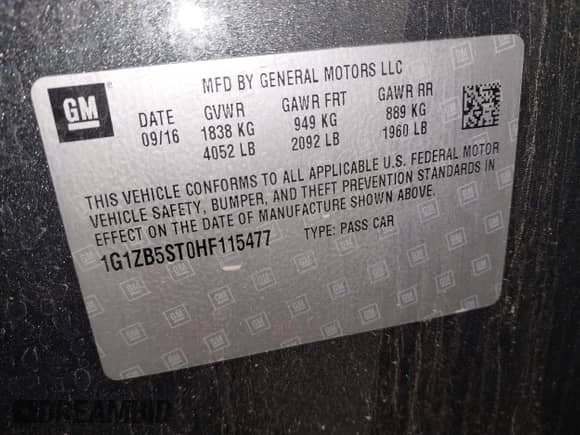 GM
MFD BY GENERAL MOTORS LLC
DATE GVWR GAWR FRT GAWR RR
09/16 1838 KG 949 KG 889 KG
4052 LB 2092 LB 1960 LB
THIS VEHICLE CONFORMS TO ALL APPLICABLE U.S. FEDERAL MOTOR
VEHICLE SAFETY, BUMPER, AND THEFT PREVENTION STANDARDS IN
EFFECT ON THE DATE OF MANUFACTURE SHOWN ABOVE.
1G1ZB5ST0HF115477 TYPE: PASS CAR
DREAMBID